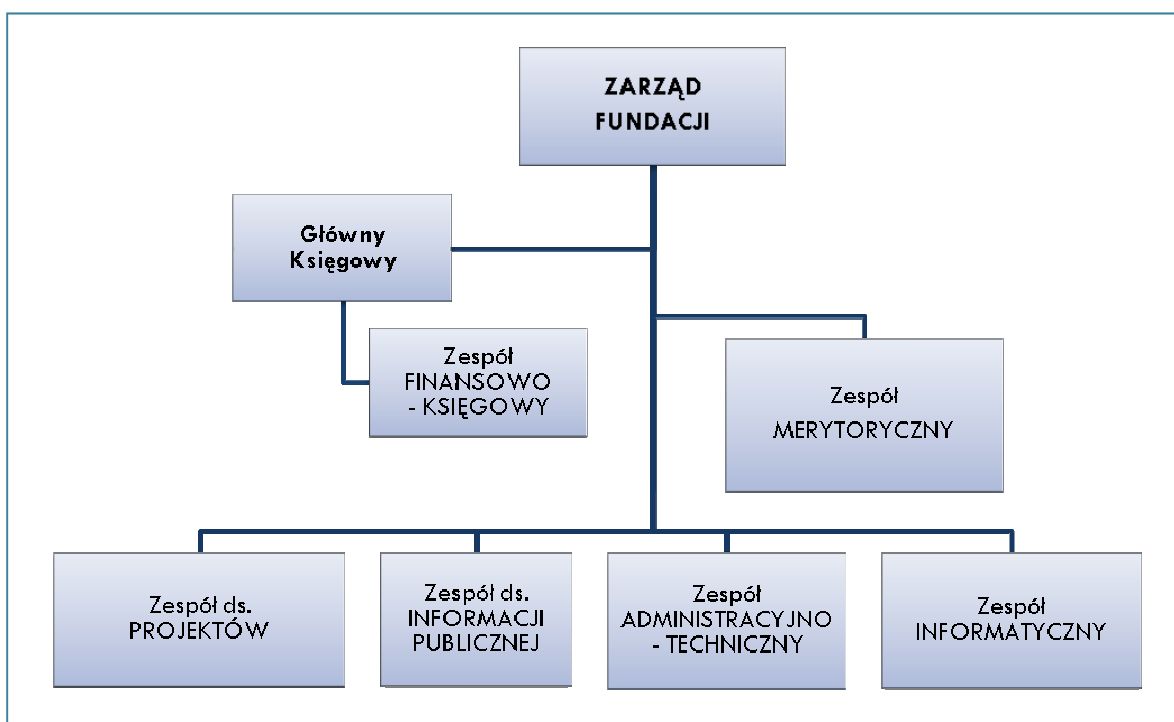 ZARZĄD
FUNDACJI
Główny
Księgowy
Zespół
FINANSOWO
- KSIĘGOWY
Zespół
MERYTORYCZNY
Zespół ds.
PROJEKTÓW
Zespół ds.
INFORMACJI
PUBLICZNEJ
Zespół
ADMINISTRACYJNO
- TECHNICZNY
Zespół
INFORMATYCZNY